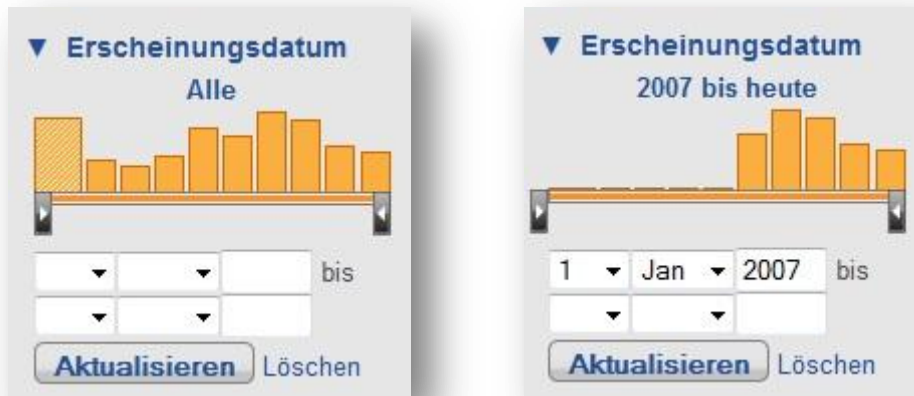 ▼ Erscheinungsdatum
Alle
bis
Aktualisieren Löschen
▼ Erscheinungsdatum
2007 bis heute
1 Jan 2007 bis
Aktualisieren Löschen